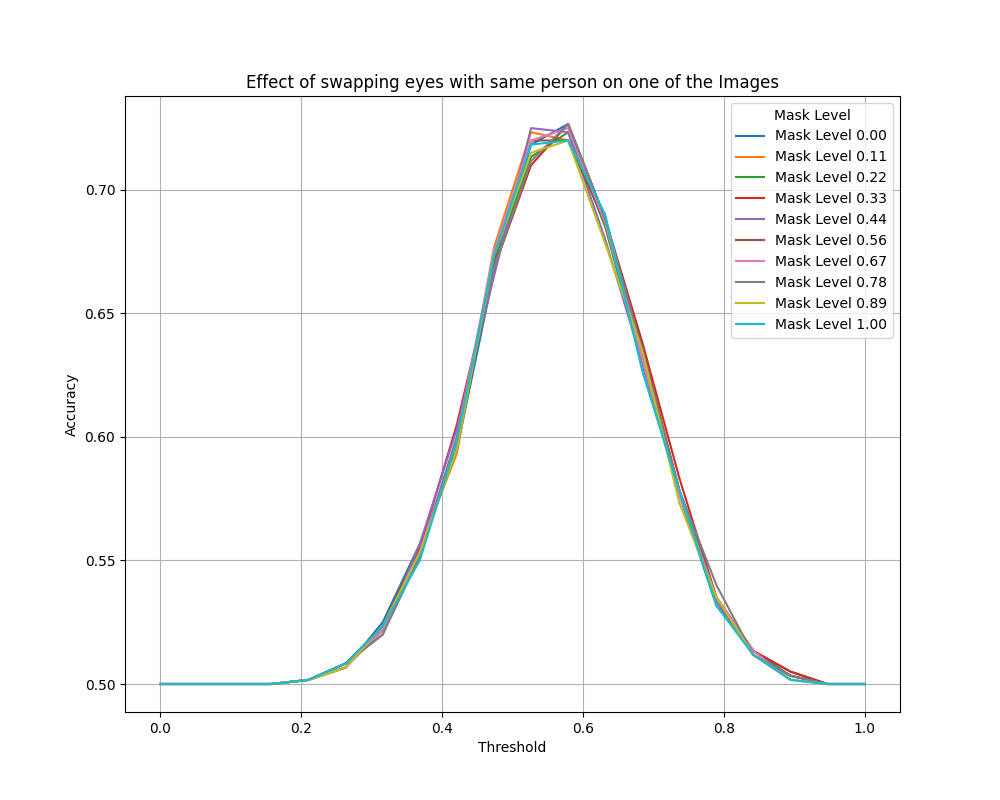 Effect of swapping eyes with same person on one of the Images
Mask Level
Mask Level 0.00
Mask Level 0.11
Mask Level 0.22
Mask Level 0.33
Mask Level 0.44
Mask Level 0.56
Mask Level 0.67
Mask Level 0.78
Mask Level 0.89
Mask Level 1.00
Accuracy
0.70
0.65
0.60
0.55
0.50
0.0 0.2 0.4 0.6 0.8 1.0
Threshold